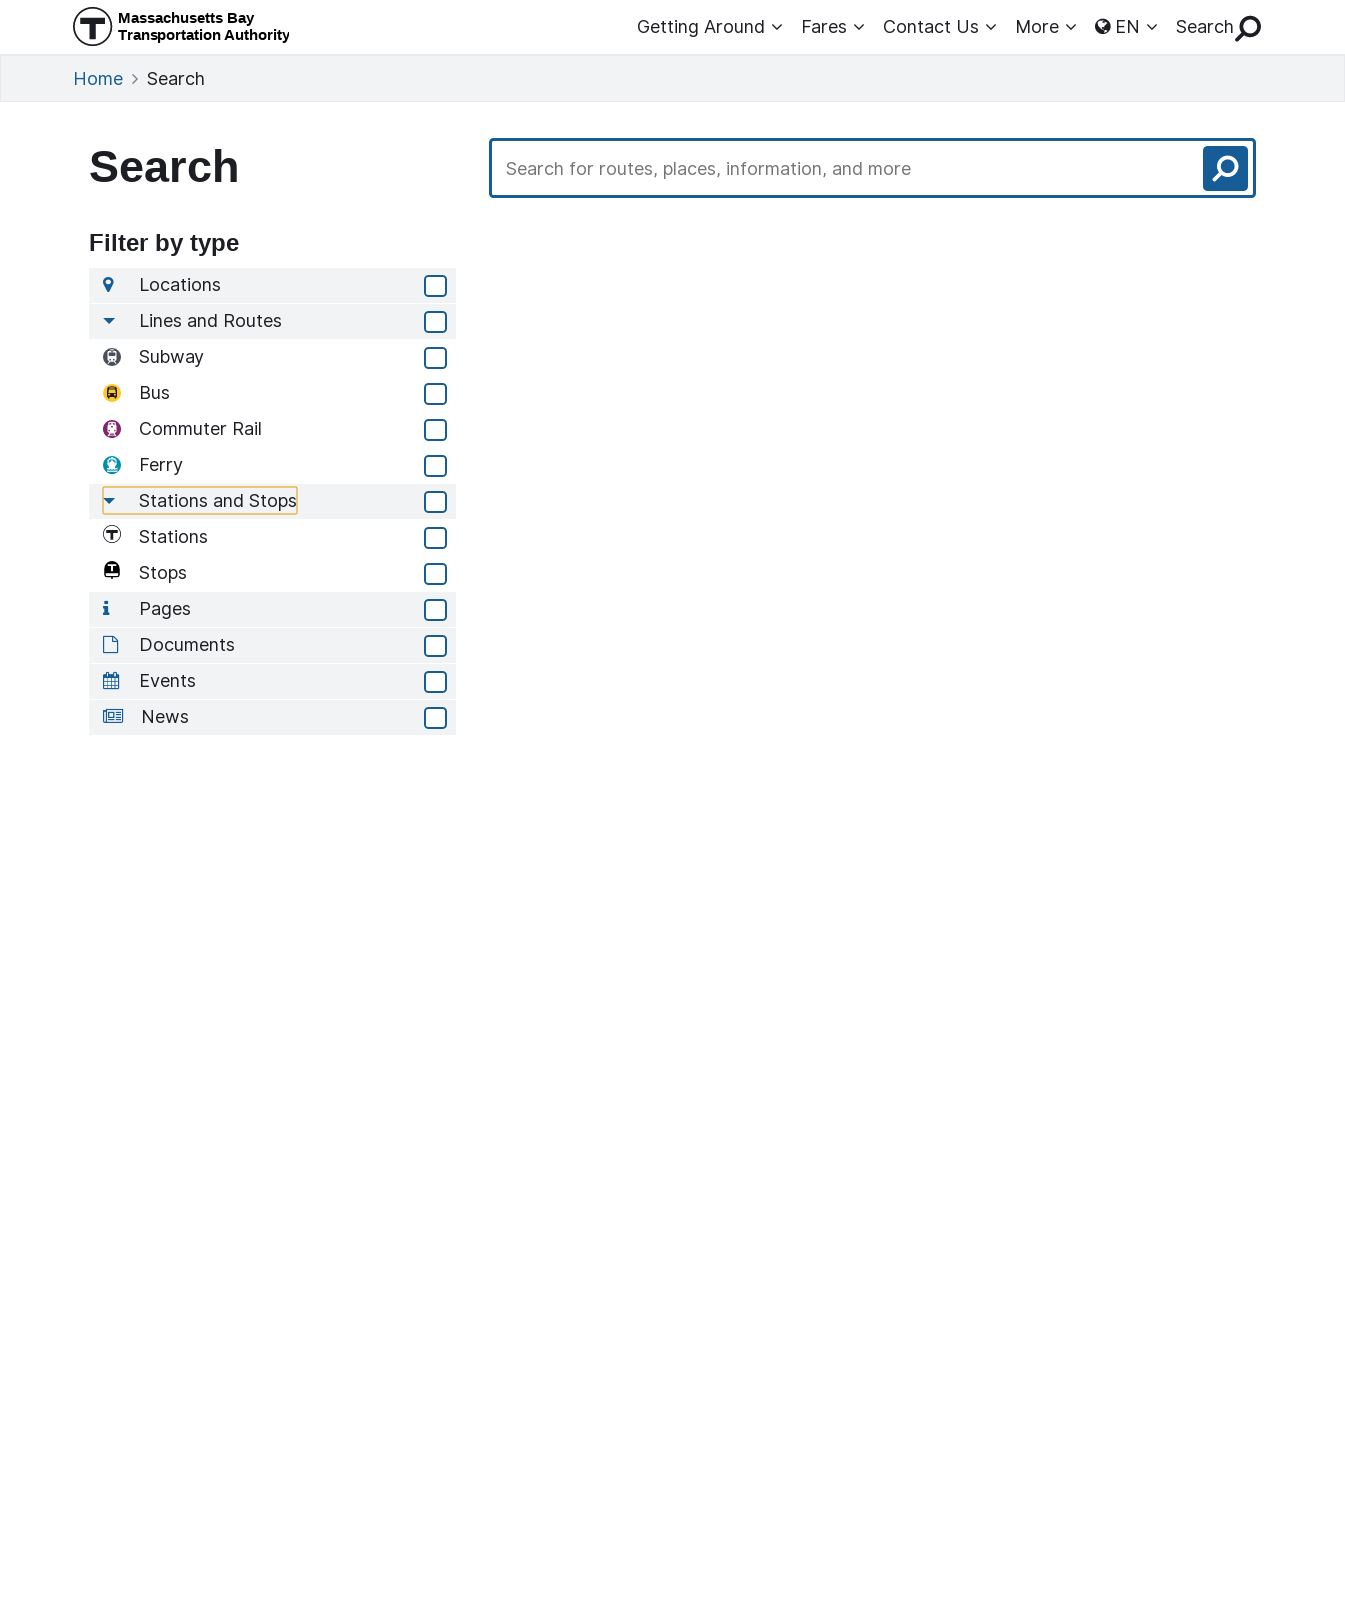 Massachusetts Bay
Transportation Authority
Getting Around Fares Contact Us More EN Search
Home Search
Search
Search for routes, places, information, and more
Filter by type
Locations
Lines and Routes
Subway
Bus
Commuter Rail
Ferry
Stations and Stops
Stations
Stops
Pages
Documents
Events
News